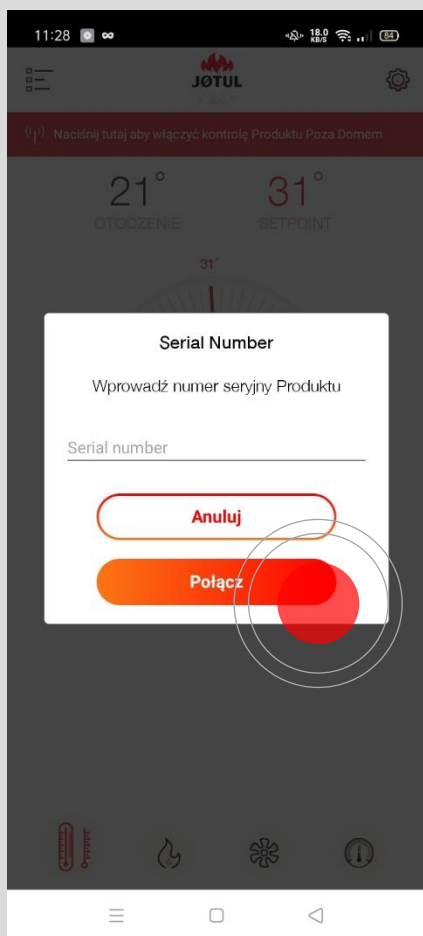 11:28
18.0
KB/S
84
JØTUL
Naciśnij tutaj aby włączyć kontrolę Produktu Poza Domem
21° 31°
OTOCZENIE SETPOINT
31°
Serial Number
Wprowadź numer seryjny Produktu
Serial number
Anuluj
Połącz